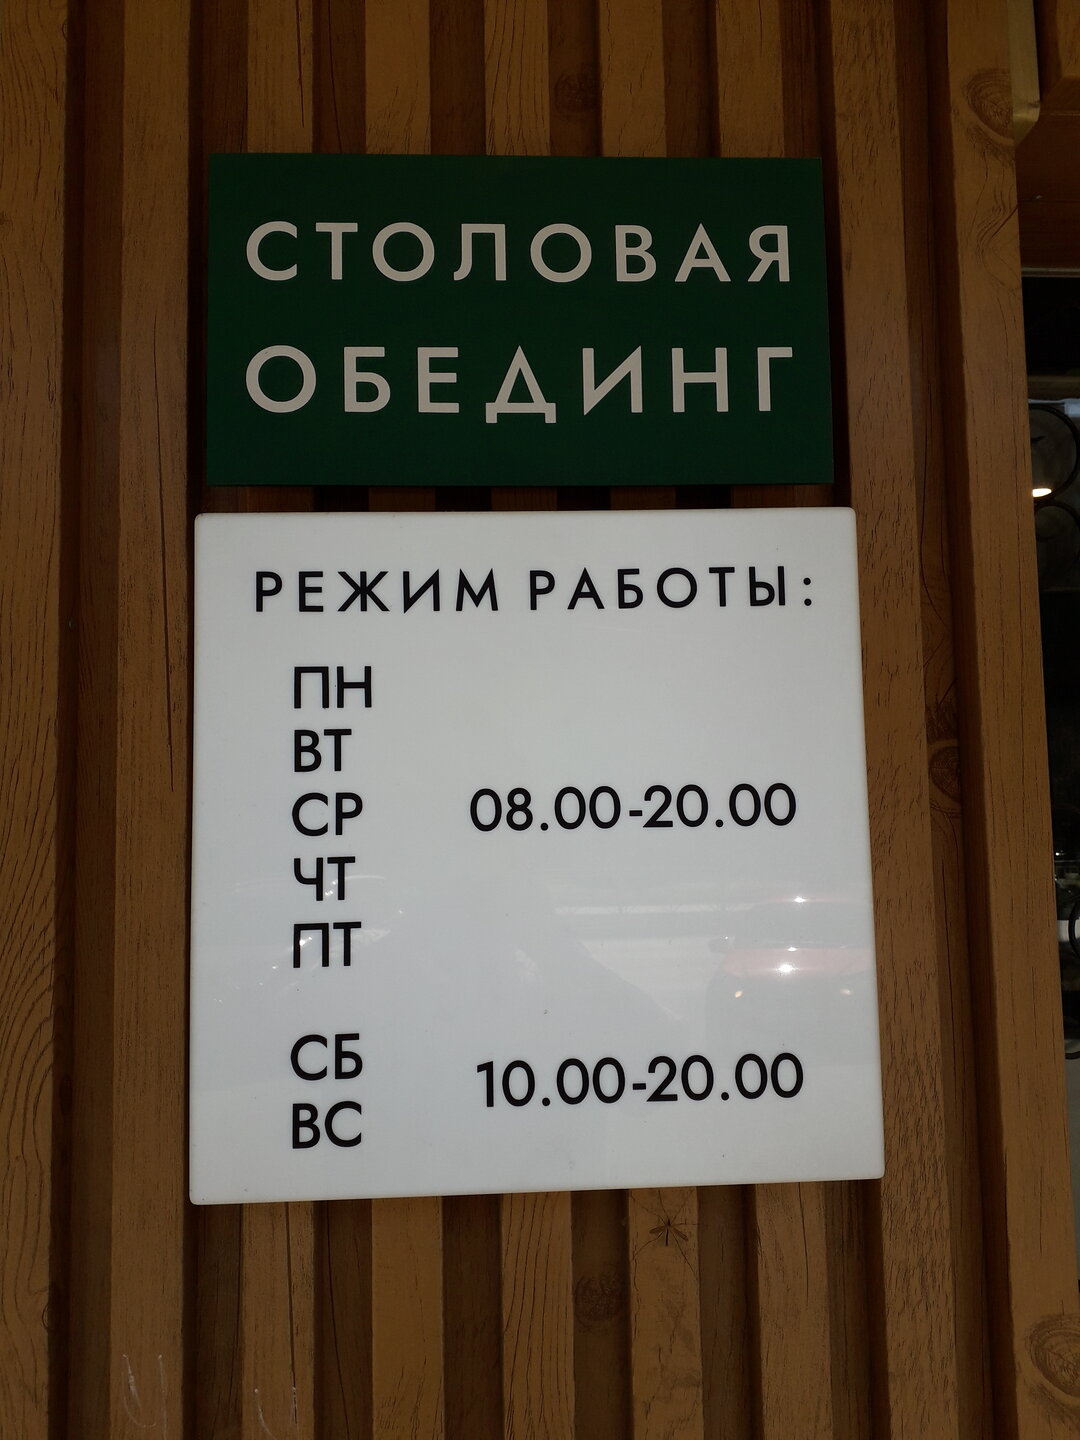 СТОЛОВАЯ
ОБЕДИНГ
РЕЖИМ РАБОТЫ:
ПН
ВТ
СР 08.00-20.00
ЧТ
ПТ
СБ 10.00-20.00
ВС